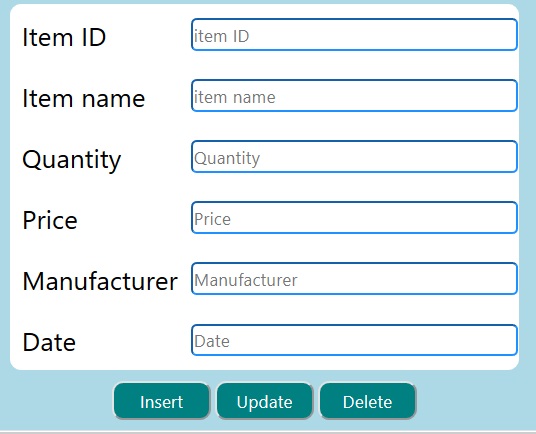 Item ID item ID
Item name item name
Quantity Quantity
Price Price
Manufacturer Manufacturer
Date Date
Insert Update Delete